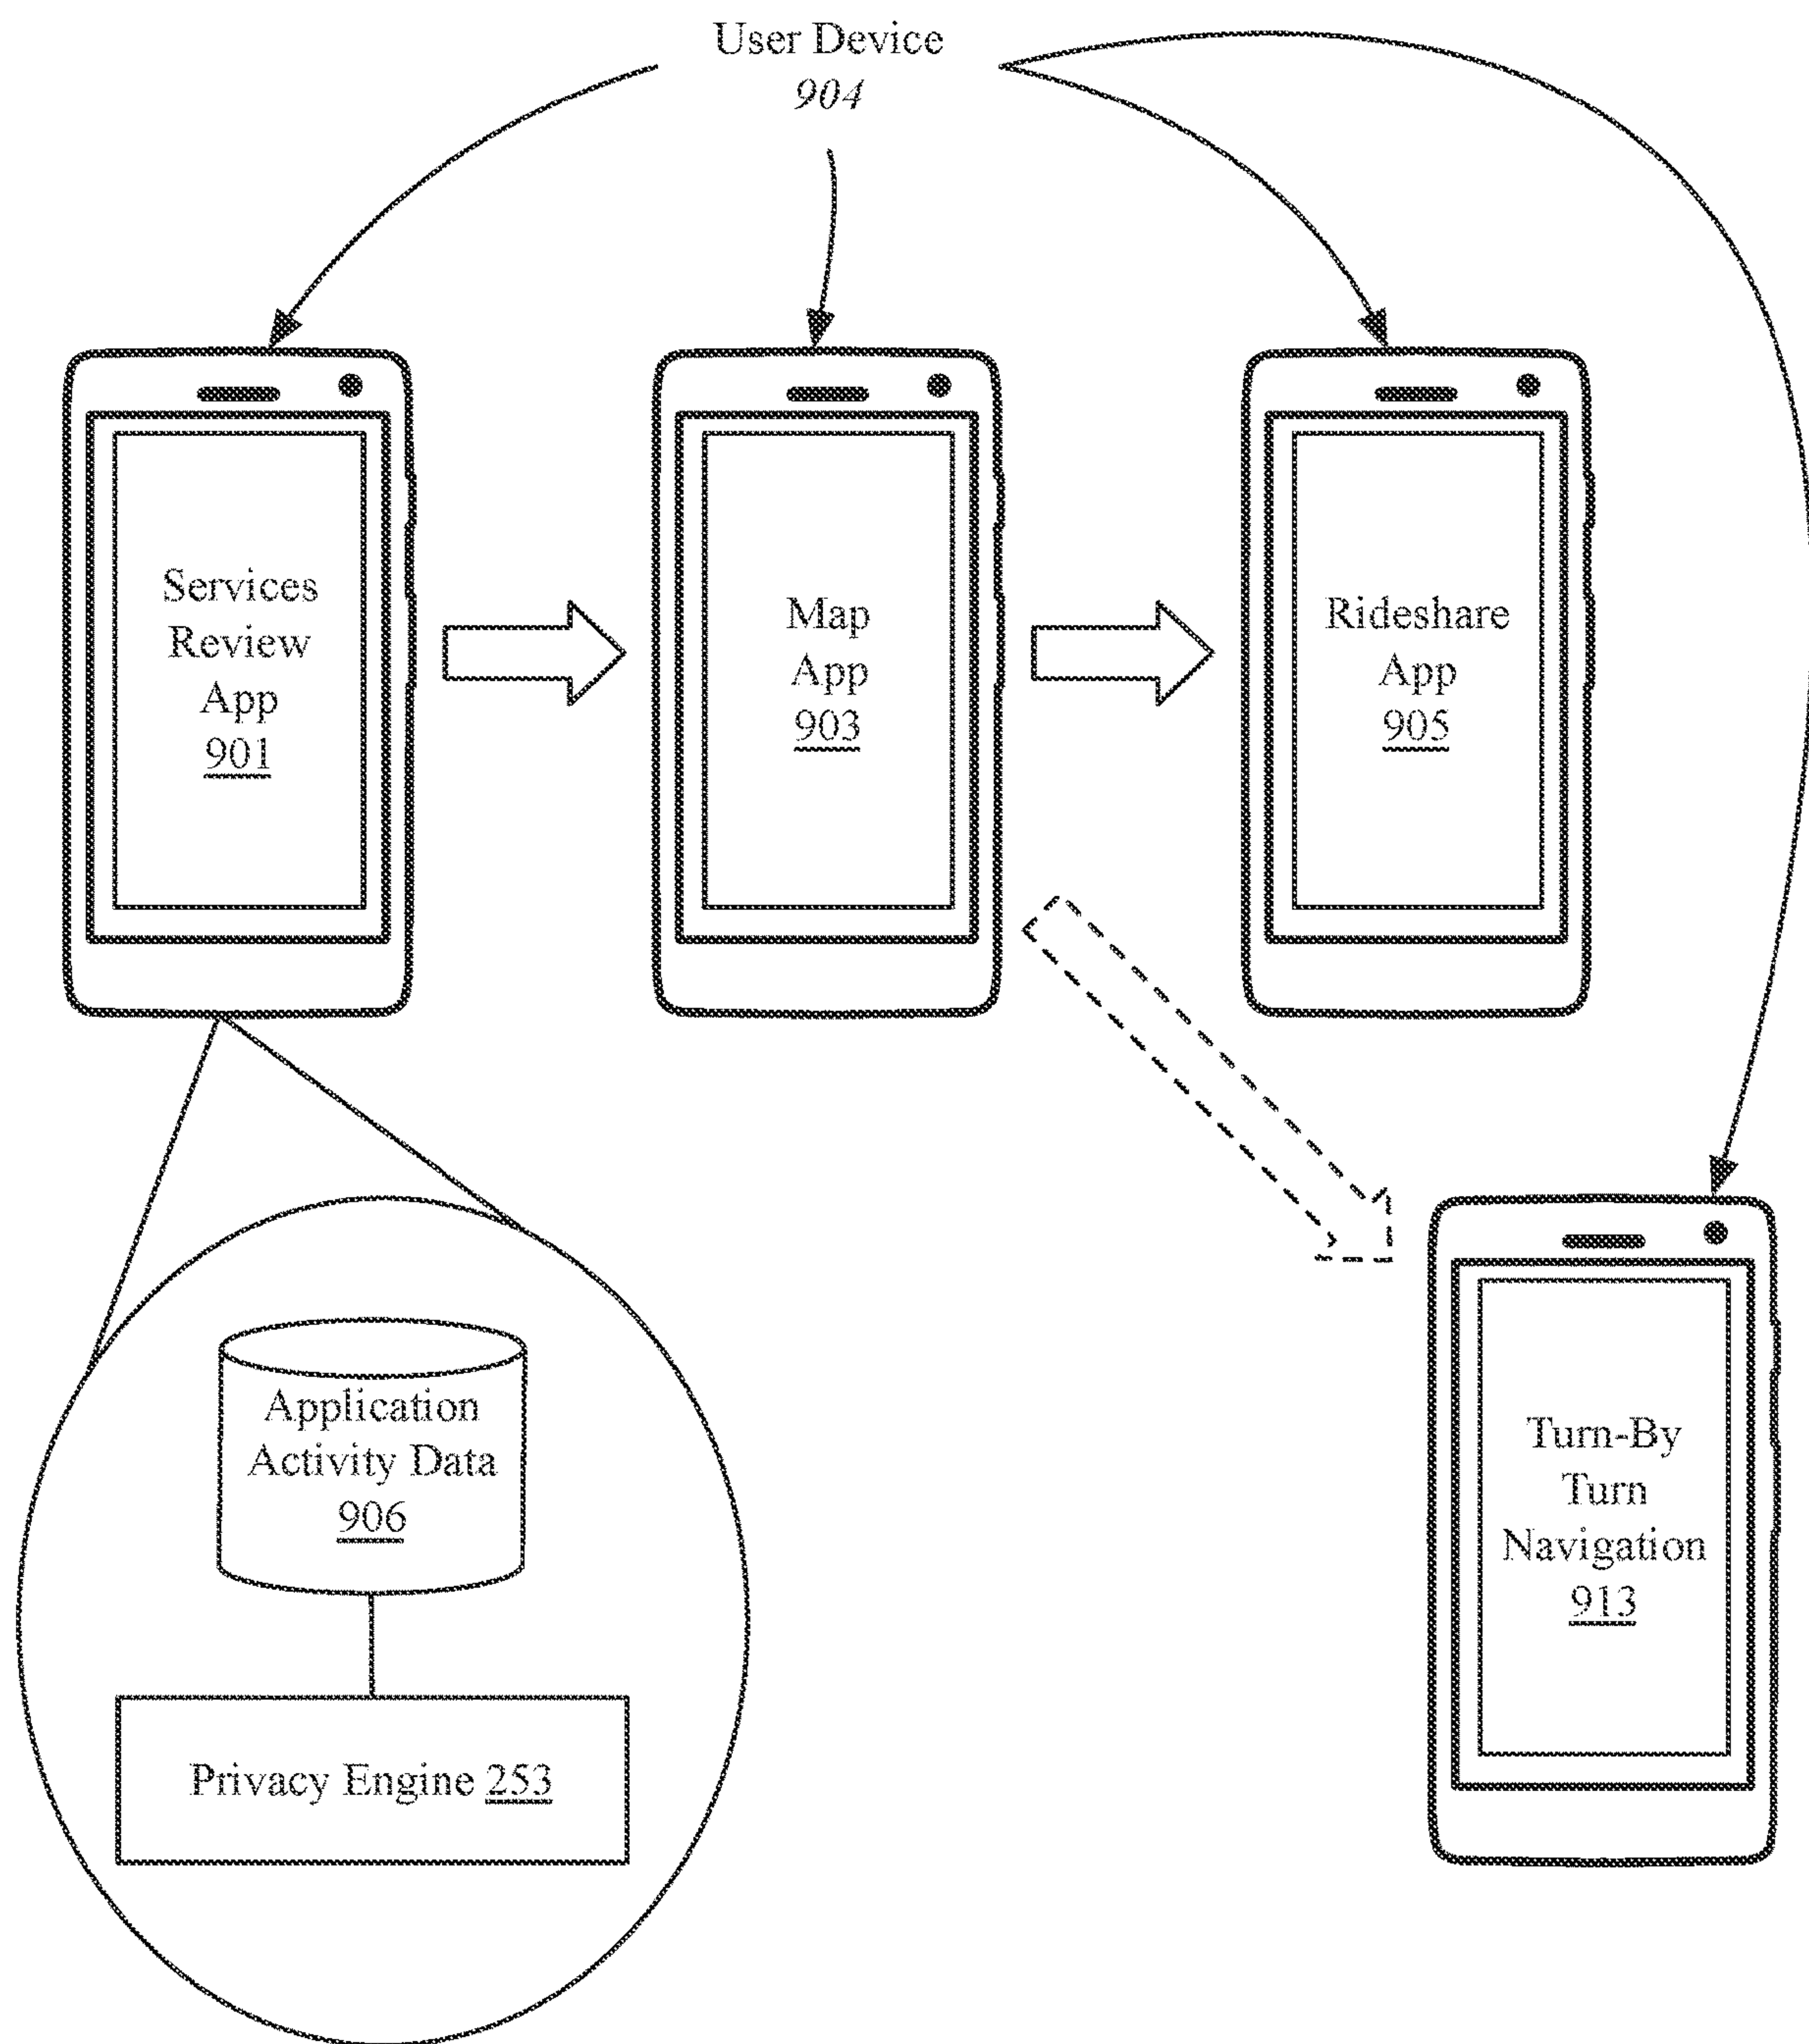 User Device
904
Services
Review
App
901
Map
App
903
Rideshare
App
905
Application
Activity Data
906
Privacy Engine 253
Turn-By
Turn
Navigation
913